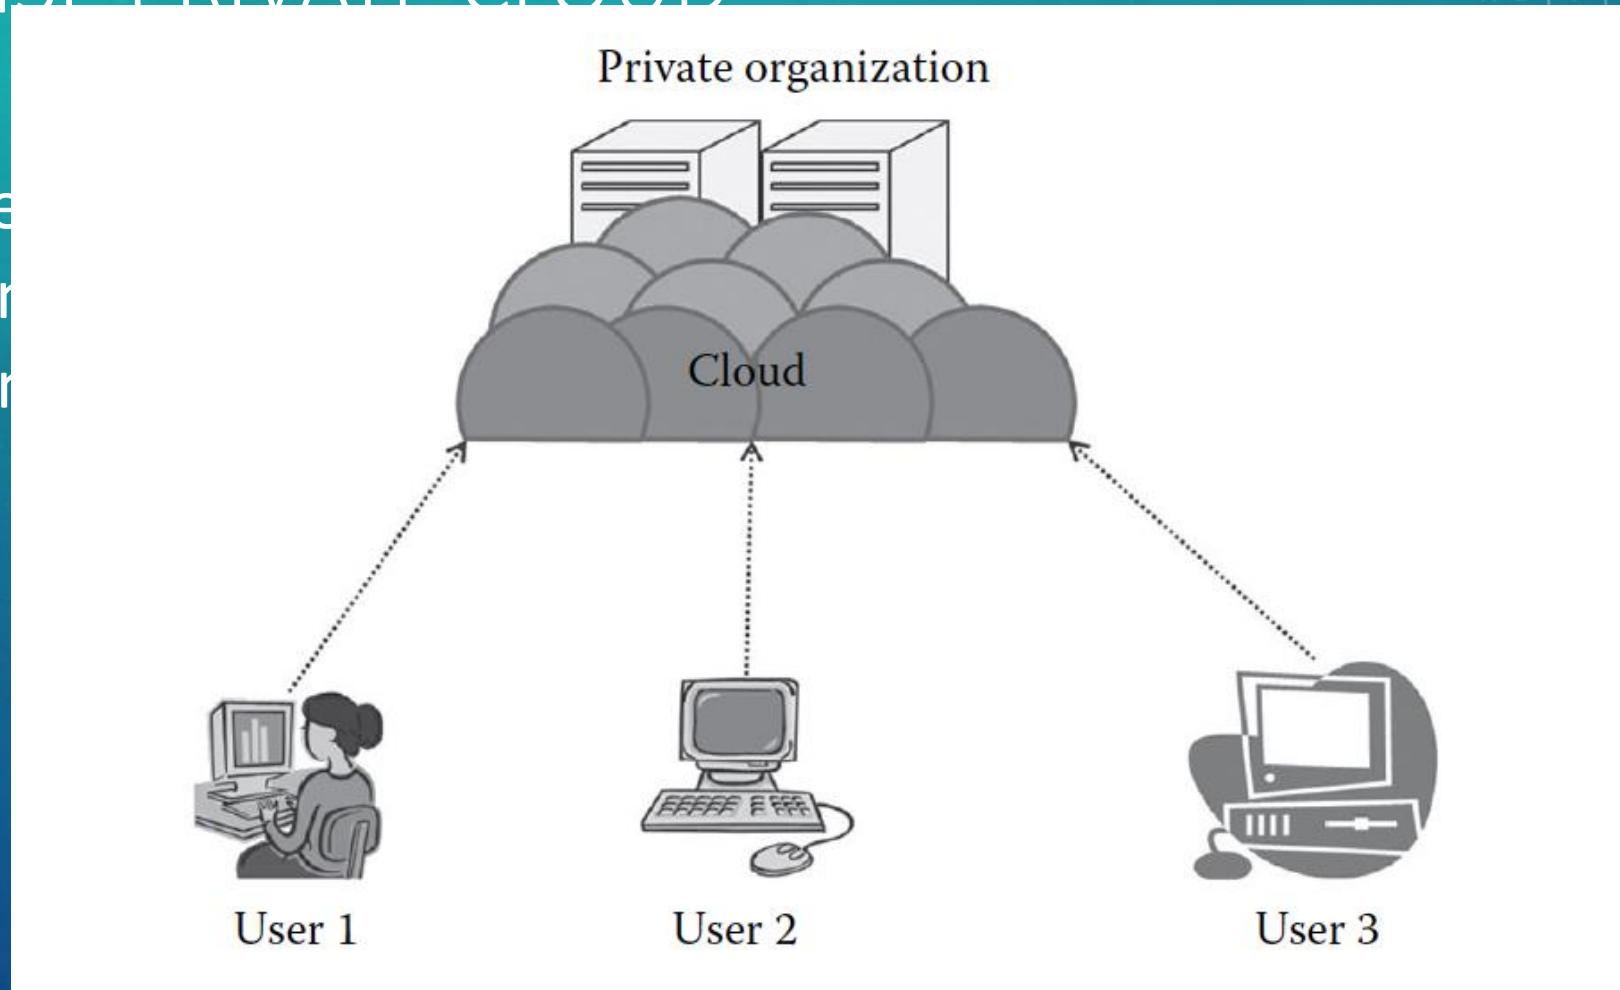 Private organization
Cloud
User 1
User 2
User 3